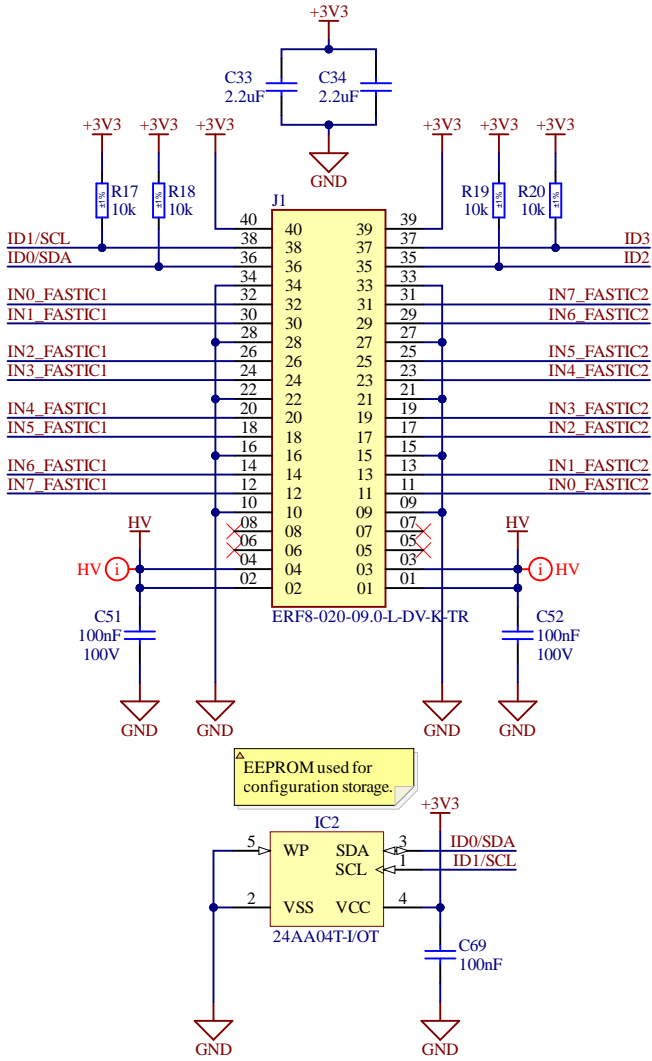 +3V3
C33
2.2uF
C34
2.2uF
GND
+3V3
+3V3
+3V3
+3V3
+3V3
+3V3
±1%
R17
10k
±1%
R18
10k
±1%
R19
10k
±1%
R20
10k
J1
40 40 39 39
ID1/SCL 38 38 37 37 ID3
ID0/SDA 36 36 35 35 ID2
34 34 33 33
IN0_FASTIC1 32 32 31 31 IN7_FASTIC2
IN1_FASTIC1 30 30 29 29 IN6_FASTIC2
28 28 27 27
IN2_FASTIC1 26 26 25 25 IN5_FASTIC2
IN3_FASTIC1 24 24 23 23 IN4_FASTIC2
22 22 21 21
IN4_FASTIC1 20 20 19 19 IN3_FASTIC2
IN5_FASTIC1 18 18 17 17 IN2_FASTIC2
16 16 15 15
IN6_FASTIC1 14 14 13 13 IN1_FASTIC2
IN7_FASTIC1 12 12 11 11 IN0_FASTIC2
10 10 09 09
08 08 07 07
06 06 05 05
04 04 03 03
02 02 01 01
HV
HV i
HV
i HV
ERF8-020-09.0-L-DV-K-TR
C51
100nF
100V
C52
100nF
100V
GND
GND
GND
GND
EEPROM used for
configuration storage.
+3V3
IC2
5 WP SDA 3 ID0/SDA
SCL 1 ID1/SCL
2 VSS VCC 4
24AA04T-I/OT
C69
100nF
GND
GND